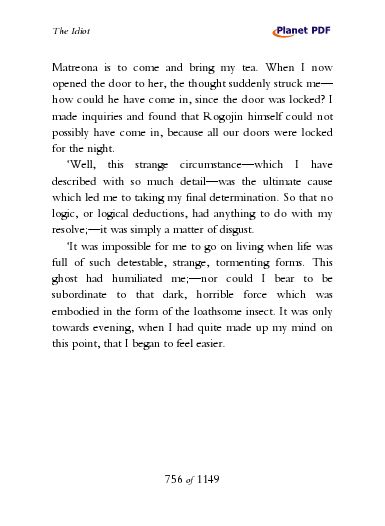 The Idiot
Planet PDF
Matreona is to come and bring my tea. When I now
opened the door to her, the thought suddenly struck me—
how could he have come in, since the door was locked? I
made inquiries and found that Rogojin himself could not
possibly have come in, because all our doors were locked
for the night.
‘Well, this strange circumstance—which I have
described with so much detail—was the ultimate cause
which led me to taking my final determination. So that no
logic, or logical deductions, had anything to do with my
resolve;—it was simply a matter of disgust.
‘It was impossible for me to go on living when life was
full of such detestable, strange, tormenting forms. This
ghost had humiliated me;—nor could I bear to be
subordinate to that dark, horrible force which was
embodied in the form of the loathsome insect. It was only
towards evening, when I had quite made up my mind on
this point, that I began to feel easier.
756 of 1149